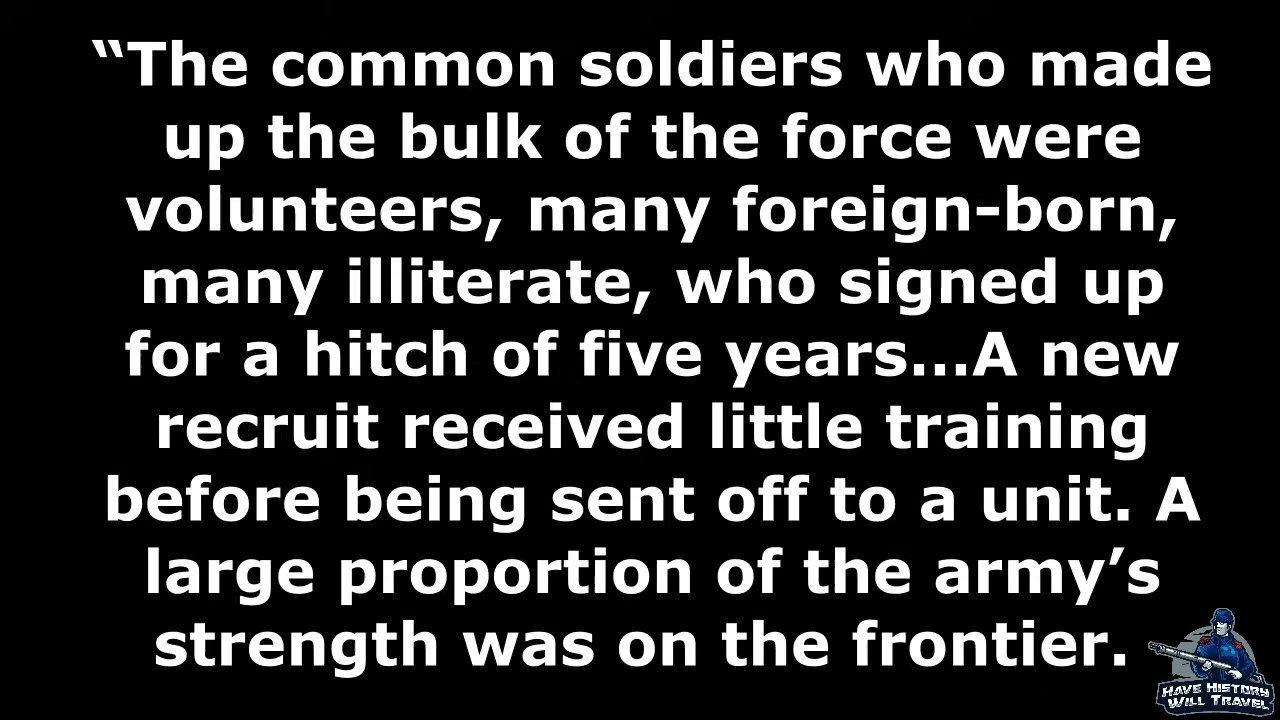 “The common soldiers who made
up the bulk of the force were
volunteers, many foreign-born,
many illiterate, who signed up
for a hitch of five years...A new
recruit received little training
before being sent off to a unit. A
large proportion of the army’s
strength was on the frontier.
HAVE HISTORY
WILL TRAVEL